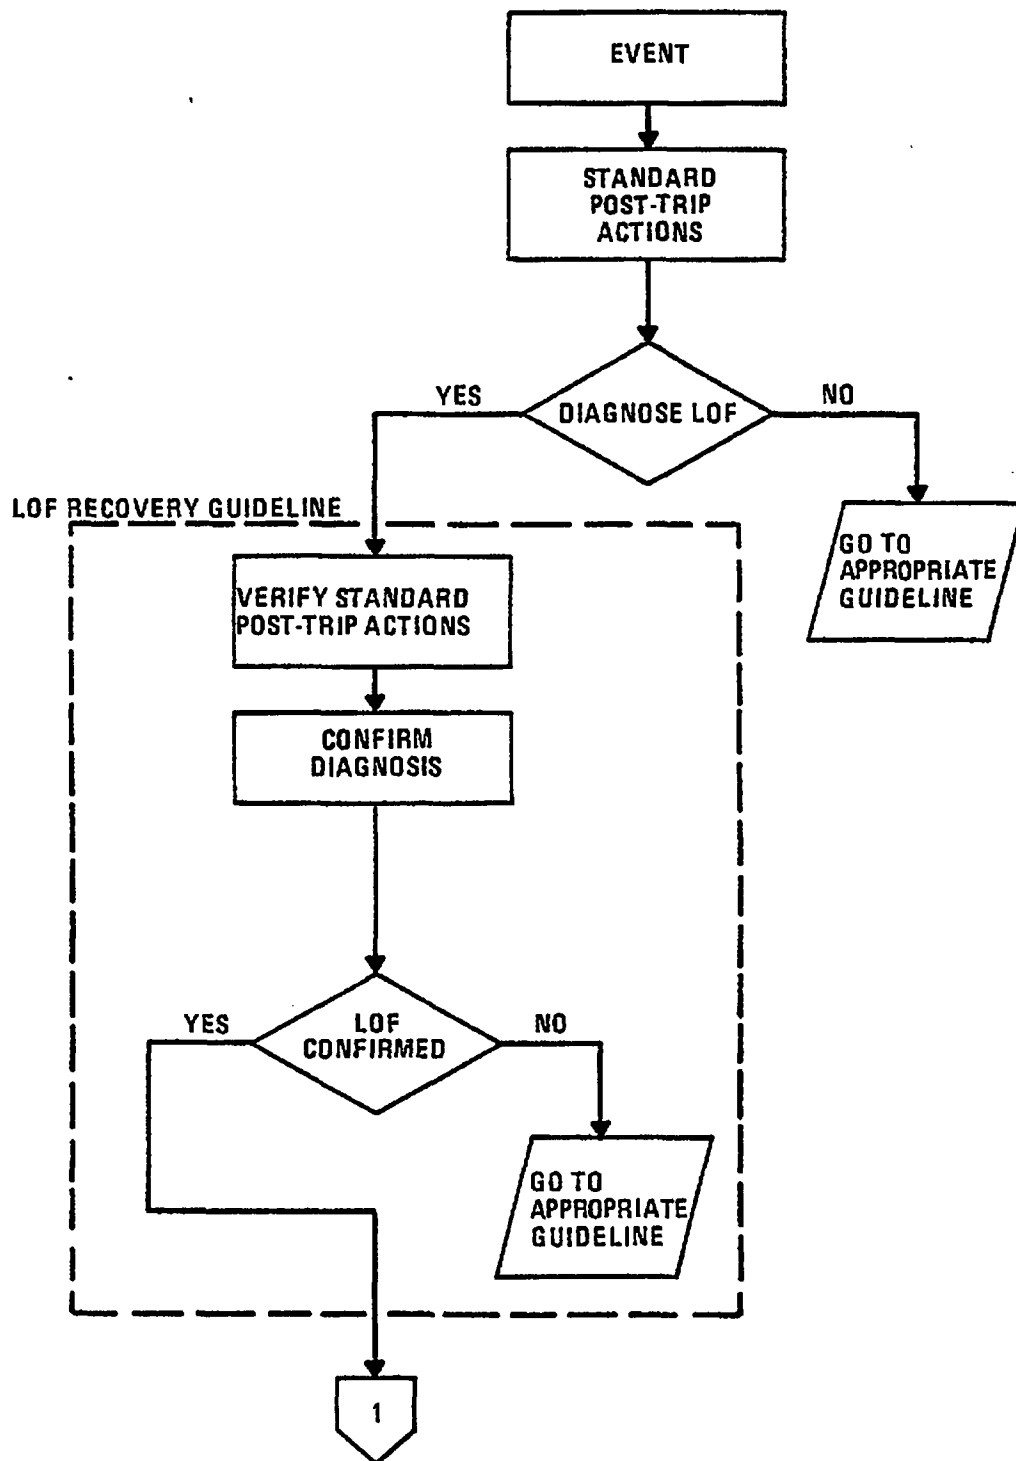 EVENT
STANDARD
POST-TRIP
ACTIONS
YES
DIAGNOSE LOF
NO
LOF RECOVERY GUIDELINE
GO TO
APPROPRIATE
GUIDELINE
VERIFY STANDARD
POST-TRIP ACTIONS
CONFIRM
DIAGNOSIS
YES
LOF
CONFIRMED
NO
GO TO
APPROPRIATE
GUIDELINE
1